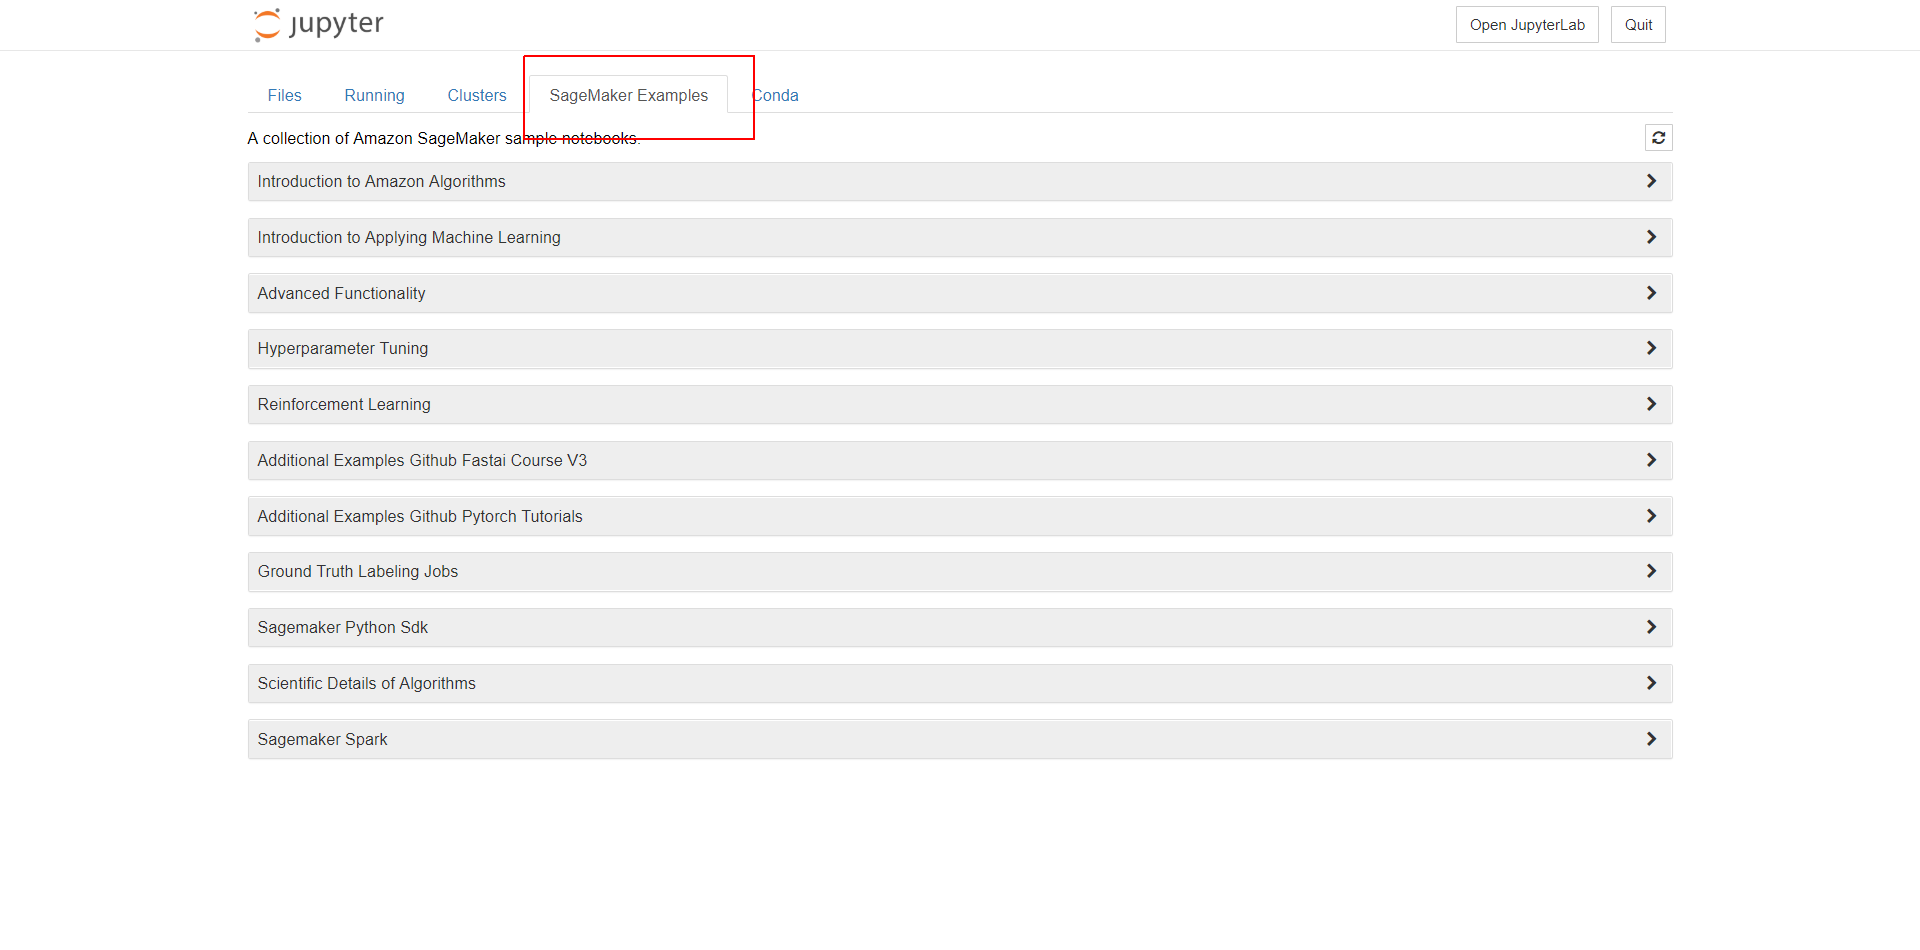 jupyter
Open JupyterLab Quit
Files Running Clusters SageMaker Examples Conda
A collection of Amazon SageMaker sample notebooks.
Introduction to Amazon Algorithms
Introduction to Applying Machine Learning
Advanced Functionality
Hyperparameter Tuning
Reinforcement Learning
Additional Examples Github Fastai Course V3
Additional Examples Github Pytorch Tutorials
Ground Truth Labeling Jobs
Sagemaker Python Sdk
Scientific Details of Algorithms
Sagemaker Spark